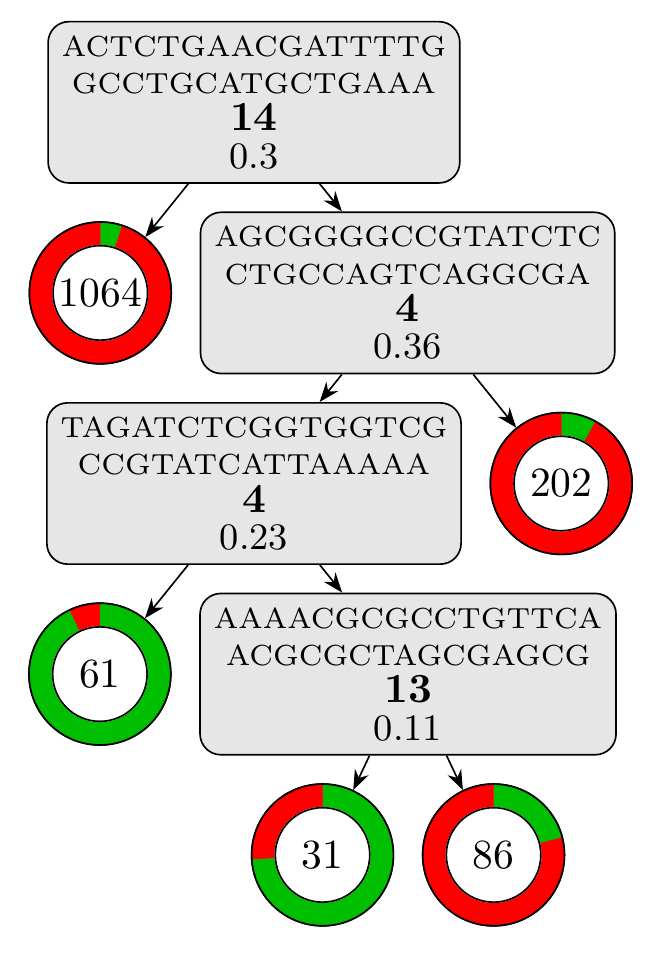 ACTCTGAACGATTTTG
GCCTGCATGCTGAAA
14
0.3
1064
AGCGGGGCCGTATCTC
CTGCCAGTCAGGCGA
4
0.36
TAGATCTCGGTGGTCG
CCGTATCATTAAAAA
4
0.23
202
61
AAAACGCGCCTGTTCA
ACGCGCTAGCGAGCG
13
0.11
31
86